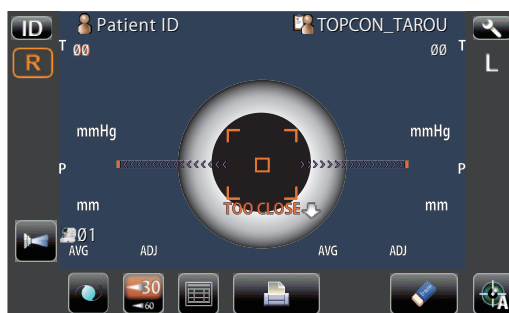 ID Patient ID TOPCON_TAROU
R T 00 00 T L
mmHg mmHg
P P
TOO CLOSE
mm mm
01
AVG ADJ AVG ADJ
30
60
A